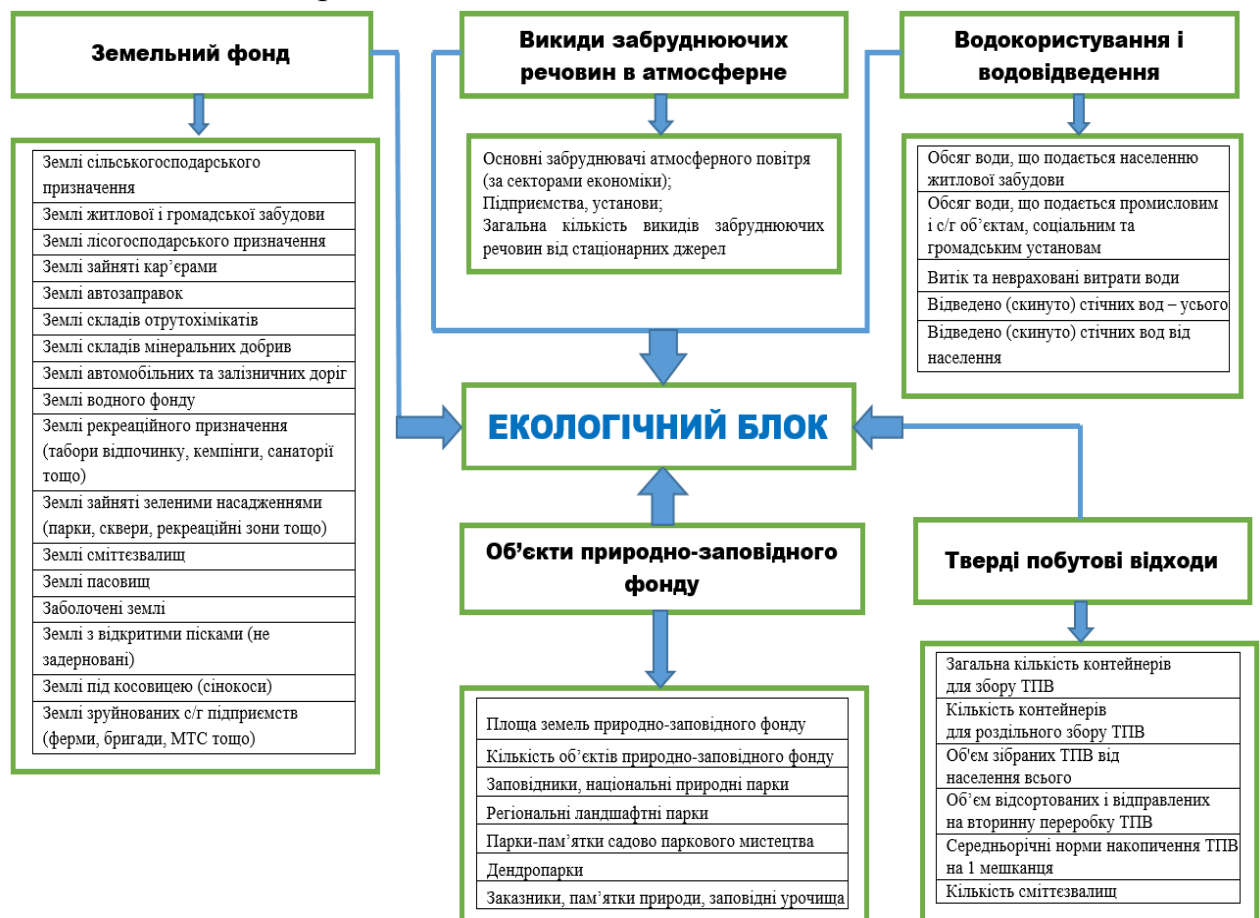 Земельний фонд
Землі сільськогосподарського
призначення
Землі житлової і громадської забудови
Землі лісогосподарського призначення
Землі зайняті кар’єрами
Землі автозаправок
Землі складів отрутохімікатів
Землі складів мінеральних добрив
Землі автомобільних та залізничних доріг
Землі водного фонду
Землі рекреаційного призначення
(табори відпочинку, кемпінги, санаторії
тощо)
Землі зайняті зеленими насадженнями
(парки, сквери, рекреаційні зони тощо)
Землі сміттєзвалищ
Землі пасовищ
Заболочені землі
Землі з відкритими пісками (не
задерновані)
Землі під косовицею (сінокоси)
Землі зруйнованих с/г підприємств
(ферми, бригади, МТС тощо)
Викиди забруднюючих
речовин в атмосферне
Основні забруднювачі атмосферного повітря
(за секторами економіки);
Підприємства, установи;
Загальна кількість викидів забруднюючих
речовин від стаціонарних джерел
Водокористування і
водовідведення
Обсяг води, що подається населенню
житлової забудови
Обсяг води, що подається промисловим
і с/г об’єктам, соціальним та
громадським установам
Витік та невраховані витрати води
Відведено (скинуто) стічних вод – усього
Відведено (скинуто) стічних вод від
населення
ЕКОЛОГІЧНИЙ БЛОК
Об’єкти природно-заповідного
фонду
Площа земель природно-заповідного фонду
Кількість об’єктів природно-заповідного фонду
Заповідники, національні природні парки
Регіональні ландшафтні парки
Парки-пам’ятки садово паркового мистецтва
Дендропарки
Заказники, пам’ятки природи, заповідні урочища
Тверді побутові відходи
Загальна кількість контейнерів
для збору ТПВ
Кількість контейнерів
для роздільного збору ТПВ
Об'єм зібраних ТПВ від
населення всього
Об’єм відсортованих і відправлених
на вторинну переробку ТПВ
Середньорічні норми накопичення ТПВ
на 1 мешканця
Кількість сміттєзвалищ